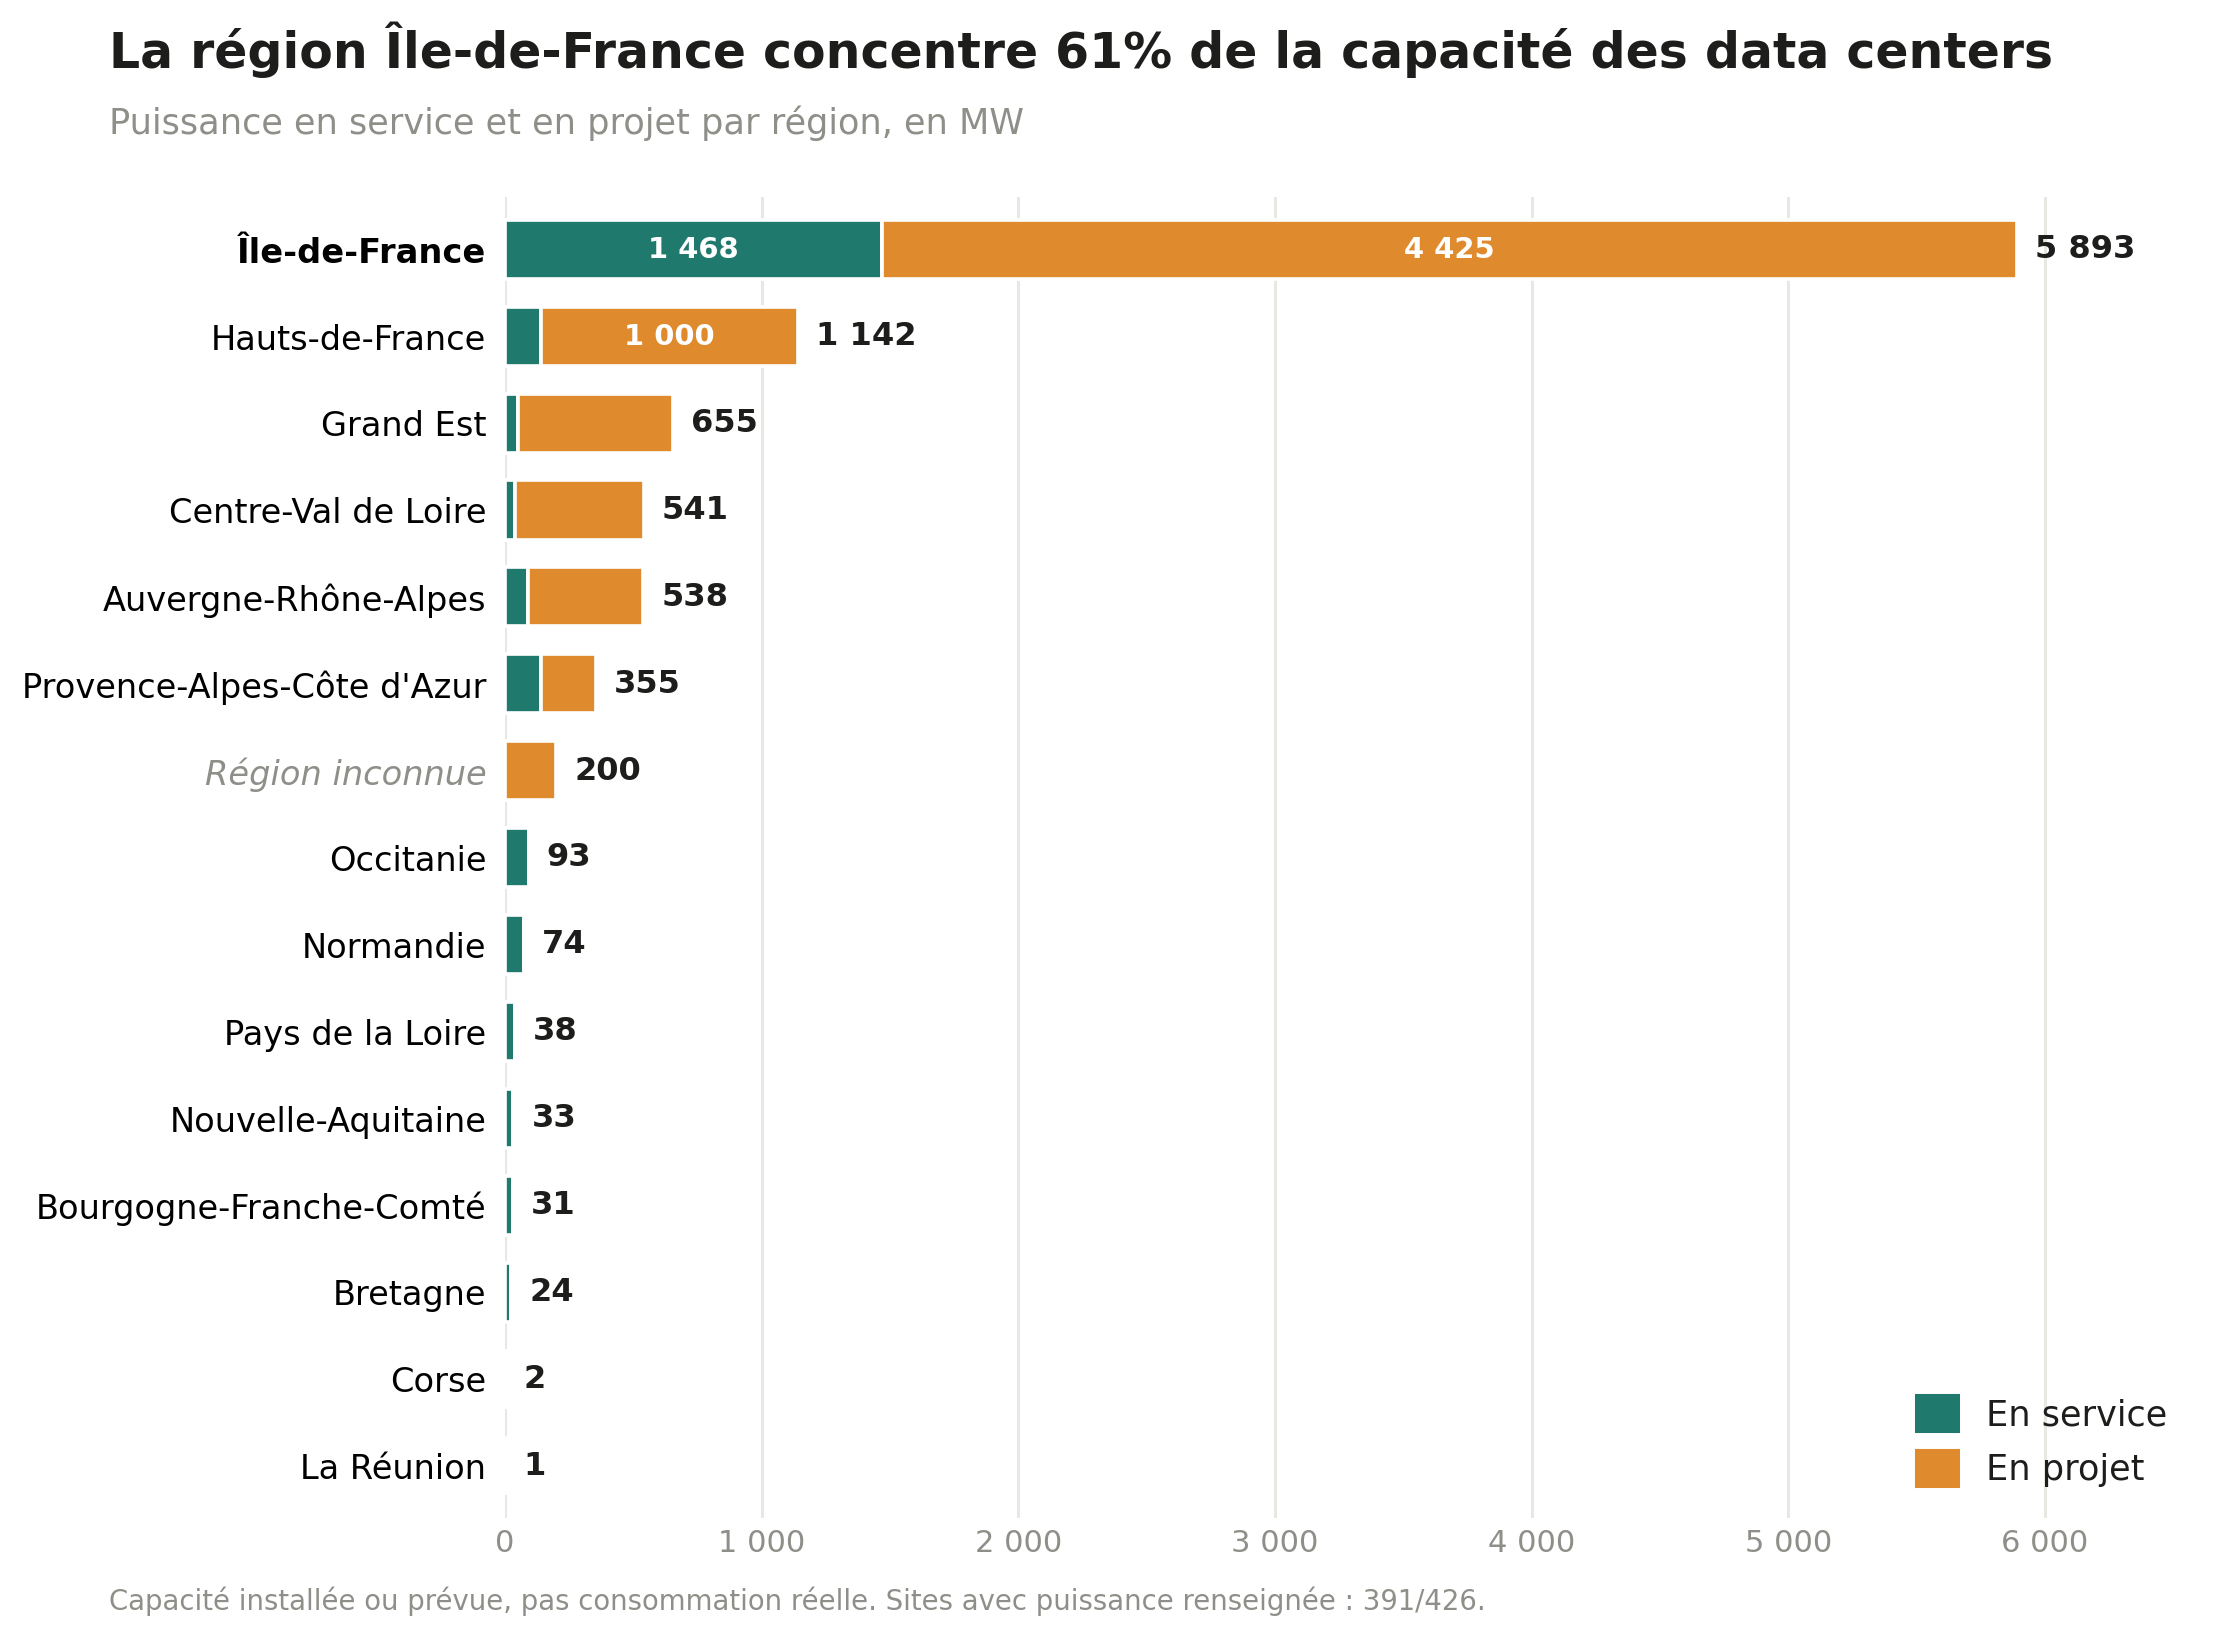 La région Île-de-France concentre 61% de la capacité des data centers
Puissance en service et en projet par région, en MW
Île-de-France 1 468 4 425 5 893
Hauts-de-France 1 000 1 142
Grand Est 655
Centre-Val de Loire 541
Auvergne-Rhône-Alpes 538
Provence-Alpes-Côte d'Azur 355
Région inconnue 200
Occitanie 93
Normandie 74
Pays de la Loire 38
Nouvelle-Aquitaine 33
Bourgogne-Franche-Comté 31
Bretagne 24
Corse 2
La Réunion 1
En service
En projet
0 1 000 2 000 3 000 4 000 5 000 6 000
Capacité installée ou prévue, pas consommation réelle. Sites avec puissance renseignée : 391/426.